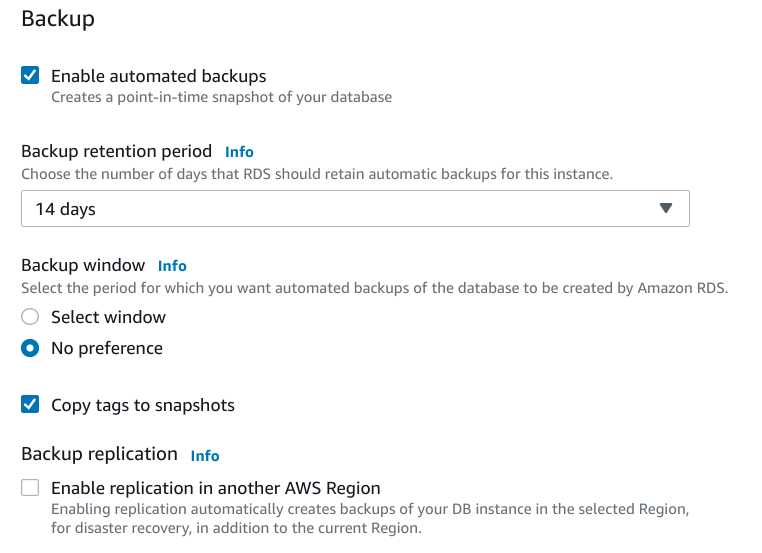 Backup
Enable automated backups
Creates a point-in-time snapshot of your database
Backup retention period Info
Choose the number of days that RDS should retain automatic backups for this instance.
14 days
Backup window Info
Select the period for which you want automated backups of the database to be created by Amazon RDS.
Select window
No preference
Copy tags to snapshots
Backup replication Info
Enable replication in another AWS Region
Enabling replication automatically creates backups of your DB instance in the selected Region,
for disaster recovery, in addition to the current Region.